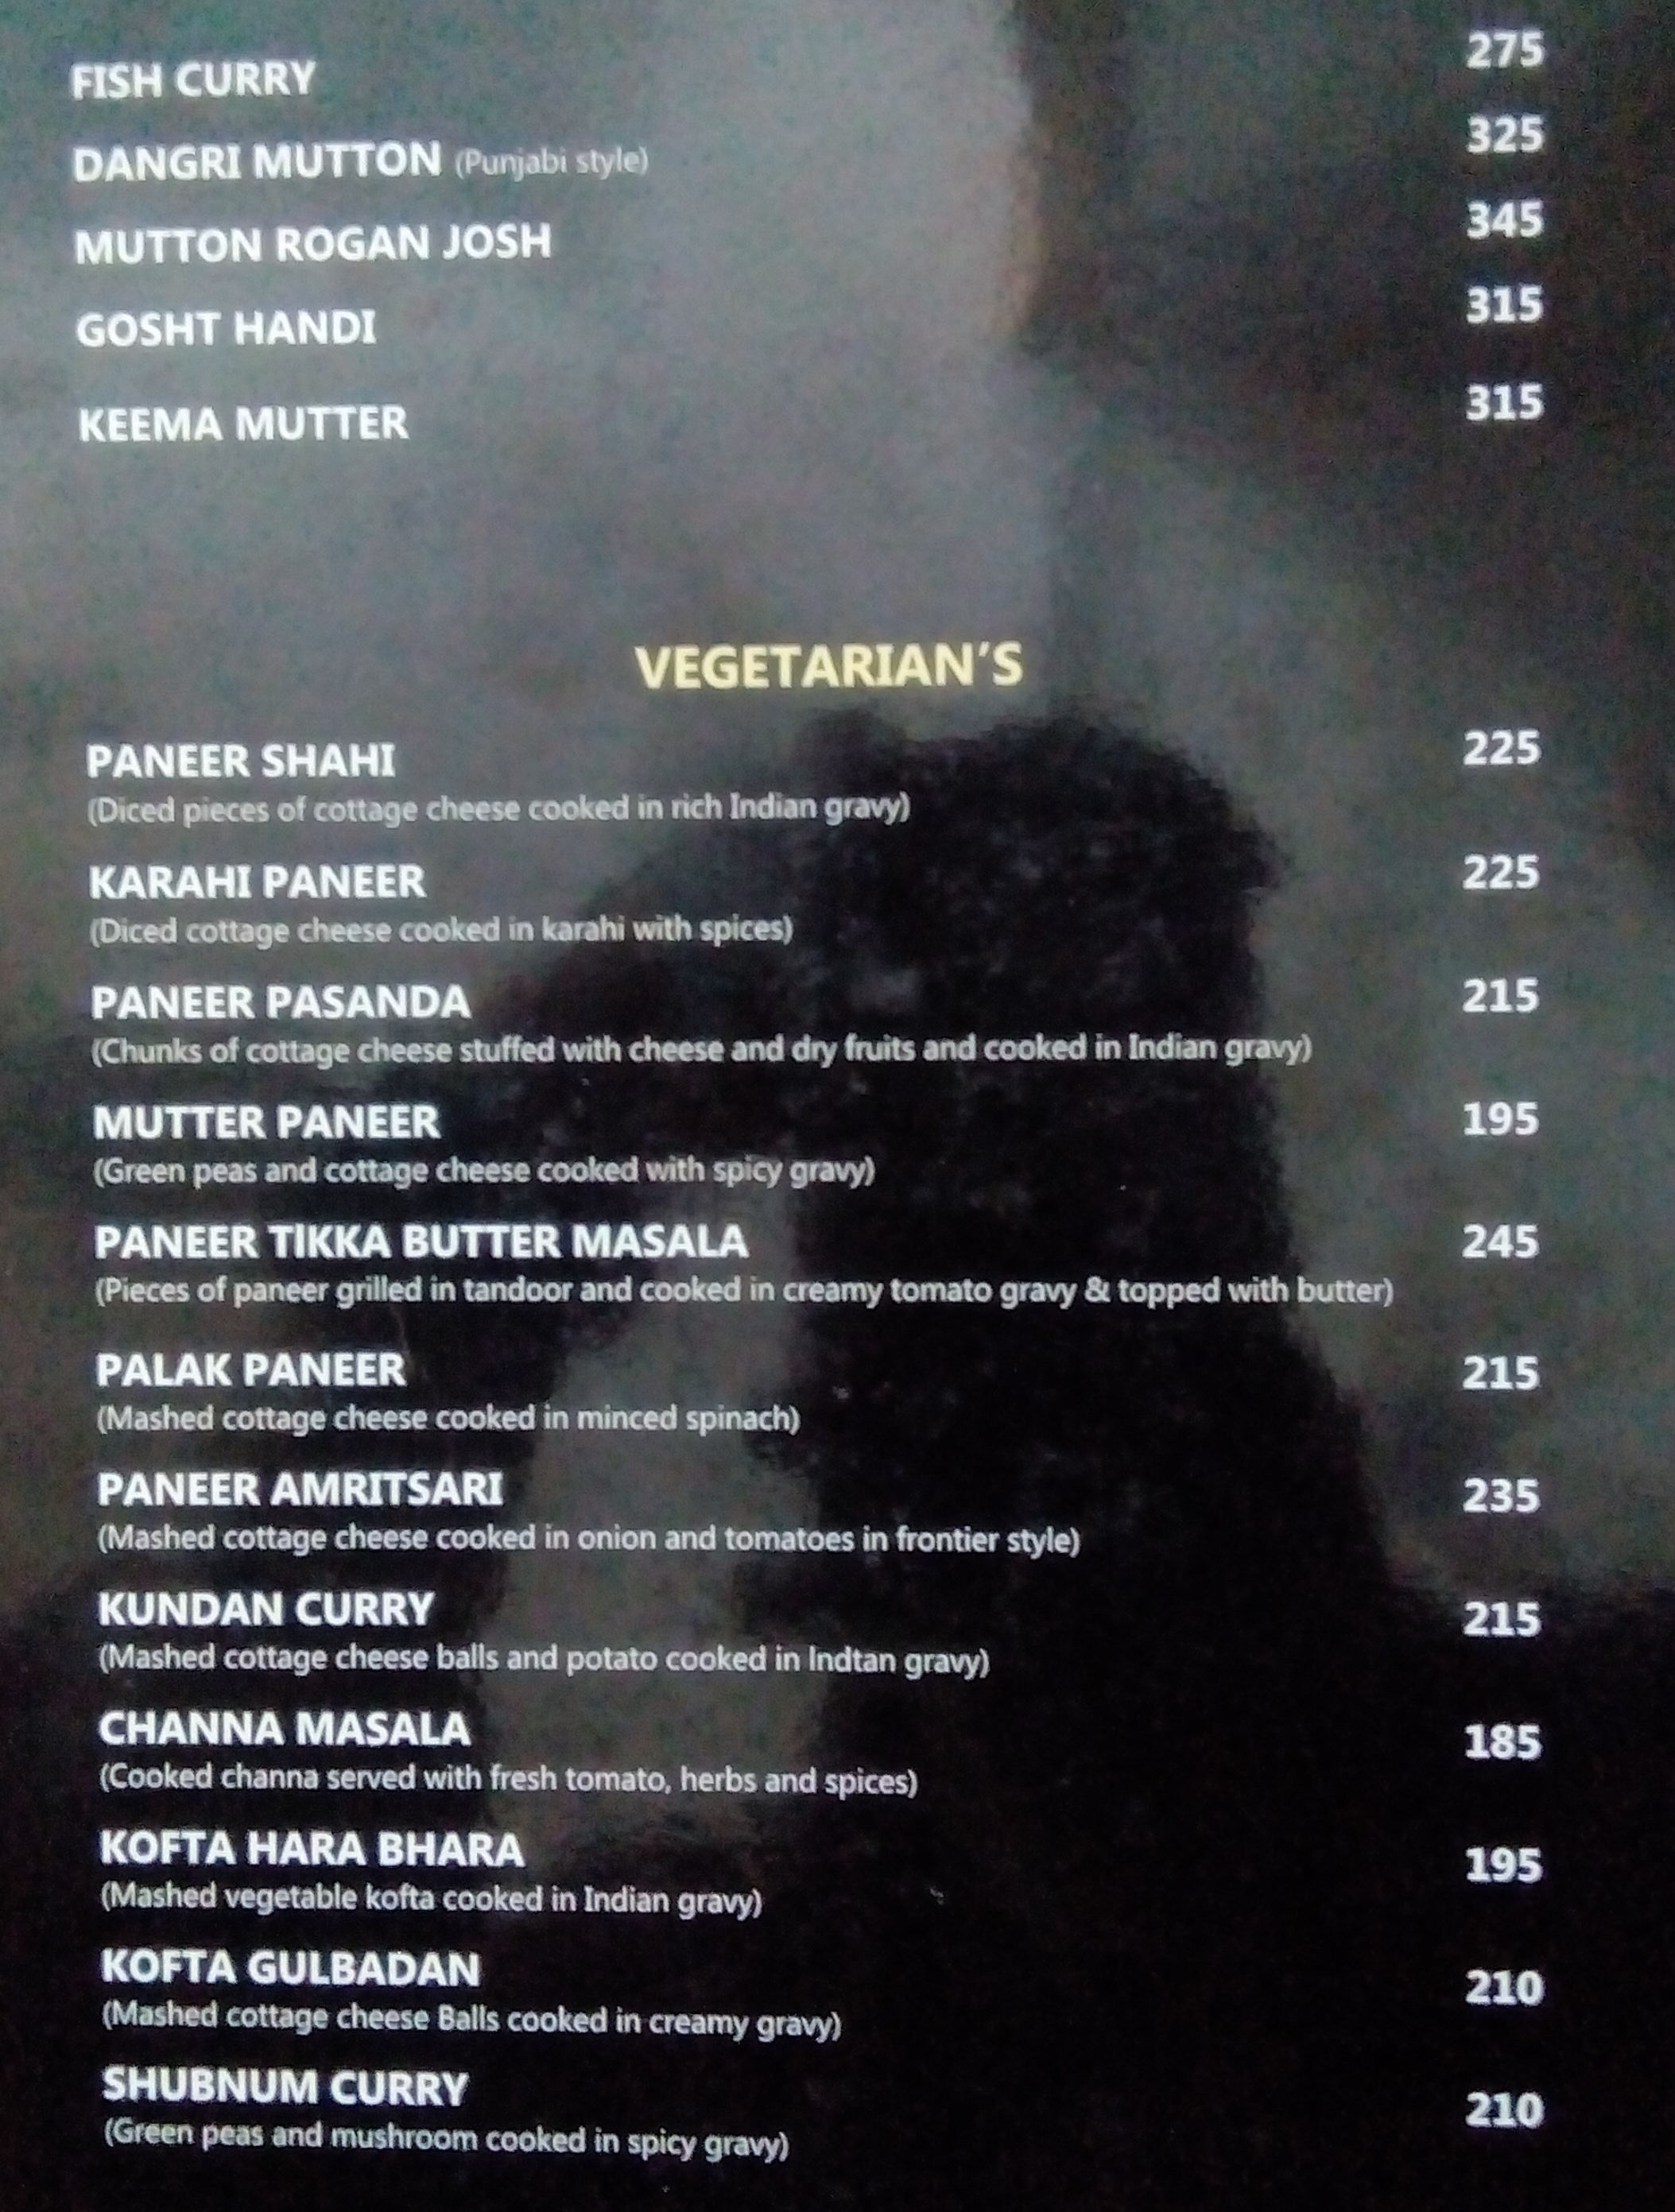 FISH CURRY 275
DANGRI MUTTON (Punjabi style) 325
MUTTON ROGAN JOSH 345
GOSHT HANDI 315
KEEMA MUTTER 315
VEGETARIAN'S
PANEER SHAHI 225
(Diced pieces of cottage cheese cooked in rich Indian gravy)
KARAHI PANEER 225
(Diced cottage cheese cooked in karahi with spices)
PANEER PASANDA 215
(Chunks of cottage cheese stuffed with cheese and dry fruits and cooked in Indian gravy)
MUTTER PANEER 195
(Green peas and cottage cheese cooked with spicy gravy)
PANEER TIKKA BUTTER MASALA 245
(Pieces of paneer grilled in tandoor and cooked in creamy tomato gravy & topped with butter)
PALAK PANEER 215
(Mashed cottage cheese cooked in minced spinach)
PANEER AMRITSARI 235
(Mashed cottage cheese cooked in onion and tomatoes in frontier style)
KUNDAN CURRY 215
(Mashed cottage cheese balls and potato cooked in Indtan gravy)
CHANNA MASALA 185
(Cooked channa served with fresh tomato, herbs and spices)
KOFTA HARA BHARA 195
(Mashed vegetable kofta cooked in Indian gravy)
KOFTA GULBADAN 210
(Mashed cottage cheese Balls cooked in creamy gravy)
SHUBNUM CURRY 210
(Green peas and mushroom cooked in spicy gravy)